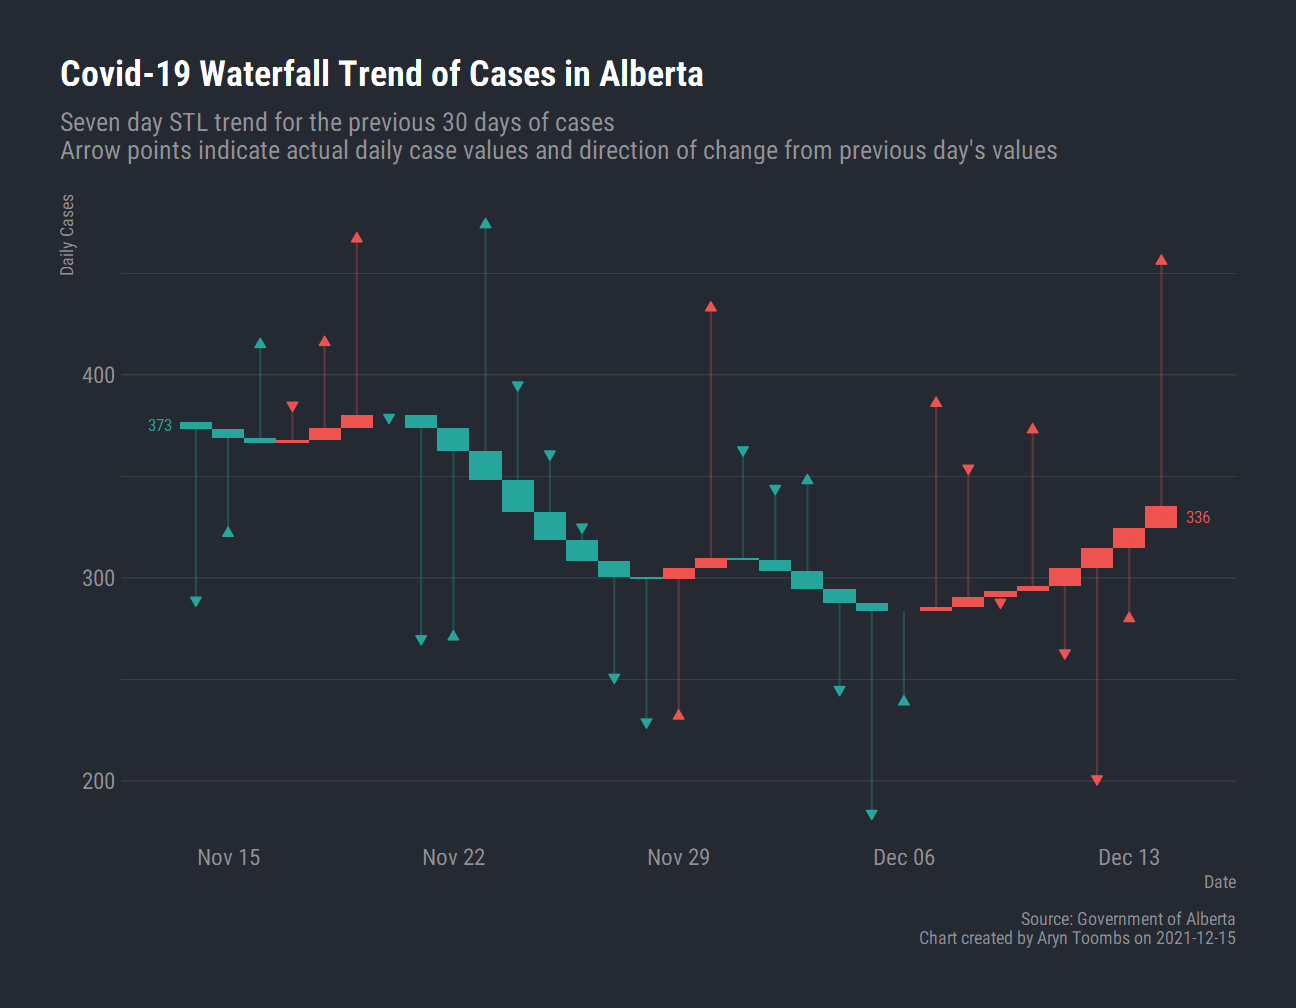 Covid-19 Waterfall Trend of Cases in Alberta
Seven day STL trend for the previous 30 days of cases
Arrow points indicate actual daily case values and direction of change from previous day's values
Daily Cases
400
300
200
373
336
Nov 15
Nov 22
Nov 29
Dec 06
Dec 13
Date
Source: Government of Alberta
Chart created by Aryn Toombs on 2021-12-15